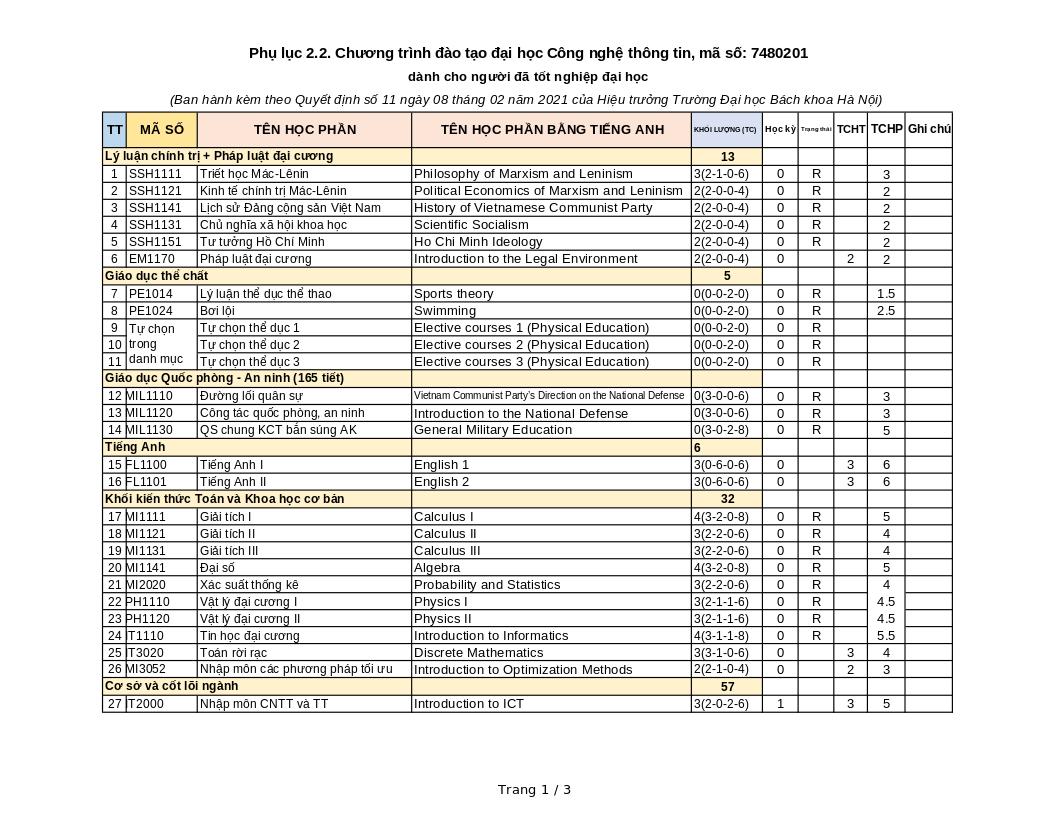 Phụ lục 2.2. Chương trình đào tạo đại học Công nghệ thông tin, mã số: 7480201
dành cho người đã tốt nghiệp đại học
(Ban hành kèm theo Quyết định số 11 ngày 08 tháng 02 năm 2021 của Hiệu trưởng Trường Đại học Bách khoa Hà Nội)
TT MÃ SỐ TÊN HỌC PHẦN TÊN HỌC PHẦN BẰNG TIẾNG ANH KHỐI LƯỢNG (TC) Học kỳ Trạng thái TCHT TCHP Ghi chú
Lý luận chính trị + Pháp luật đại cương 13
1 SSH1111 Triết học Mác-Lênin Philosophy of Marxism and Leninism 3(2-1-0-6) 0 R 3
2 SSH1121 Kinh tế chính trị Mác-Lênin Political Economics of Marxism and Leninism 2(2-0-0-4) 0 R 2
3 SSH1141 Lịch sử Đảng cộng sản Việt Nam History of Vietnamese Communist Party 2(2-0-0-4) 0 R 2
4 SSH1131 Chủ nghĩa xã hội khoa học Scientific Socialism 2(2-0-0-4) 0 R 2
5 SSH1151 Tư tưởng Hồ Chí Minh Ho Chi Minh Ideology 2(2-0-0-4) 0 R 2
6 EM1170 Pháp luật đại cương Introduction to the Legal Environment 2(2-0-0-4) 0 2 2
Giáo dục thể chất 5
7 PE1014 Lý luận thể dục thể thao Sports theory 0(0-0-2-0) 0 R 1.5
8 PE1024 Bơi lội Swimming 0(0-0-2-0) 0 R 2.5
9 Tự chọn Tự chọn thể dục 1 Elective courses 1 (Physical Education) 0(0-0-2-0) 0 R
10 trong Tự chọn thể dục 2 Elective courses 2 (Physical Education) 0(0-0-2-0) 0 R
11 danh mục Tự chọn thể dục 3 Elective courses 3 (Physical Education) 0(0-0-2-0) 0 R
Giáo dục Quốc phòng - An ninh (165 tiết)
12 MIL1110 Đường lối quân sự Vietnam Communist Party's Direction on the National Defense 0(3-0-0-6) 0 R 3
13 MIL1120 Công tác quốc phòng, an ninh Introduction to the National Defense 0(3-0-0-6) 0 R 3
14 MIL1130 QS chung KCT bắn súng AK General Military Education 0(3-0-2-8) 0 R 5
Tiếng Anh 6
15 FL1100 Tiếng Anh I English 1 3(0-6-0-6) 0 3 6
16 FL1101 Tiếng Anh II English 2 3(0-6-0-6) 0 3 6
Khối kiến thức Toán và Khoa học cơ bản 32
17 MI1111 Giải tích I Calculus I 4(3-2-0-8) 0 R 5
18 MI1121 Giải tích II Calculus II 3(2-2-0-6) 0 R 4
19 MI1131 Giải tích III Calculus III 3(2-2-0-6) 0 R 4
20 MI1141 Đại số Algebra 4(3-2-0-8) 0 R 5
21 MI2020 Xác suất thống kê Probability and Statistics 3(2-2-0-6) 0 R 4
22 PH1110 Vật lý đại cương I Physics I 3(2-1-1-6) 0 R 4.5
23 PH1120 Vật lý đại cương II Physics II 3(2-1-1-6) 0 R 4.5
24 IT1110 Tin học đại cương Introduction to Informatics 4(3-1-1-8) 0 R 5.5
25 IT3020 Toán rời rạc Discrete Mathematics 3(3-1-0-6) 0 3 4
26 MI3052 Nhập môn các phương pháp tối ưu Introduction to Optimization Methods 2(2-1-0-4) 0 2 3
Cơ sở và cốt lõi ngành 57
27 IT2000 Nhập môn CNTT và TT Introduction to ICT 3(2-0-2-6) 1 3 5
Trang 1 / 3